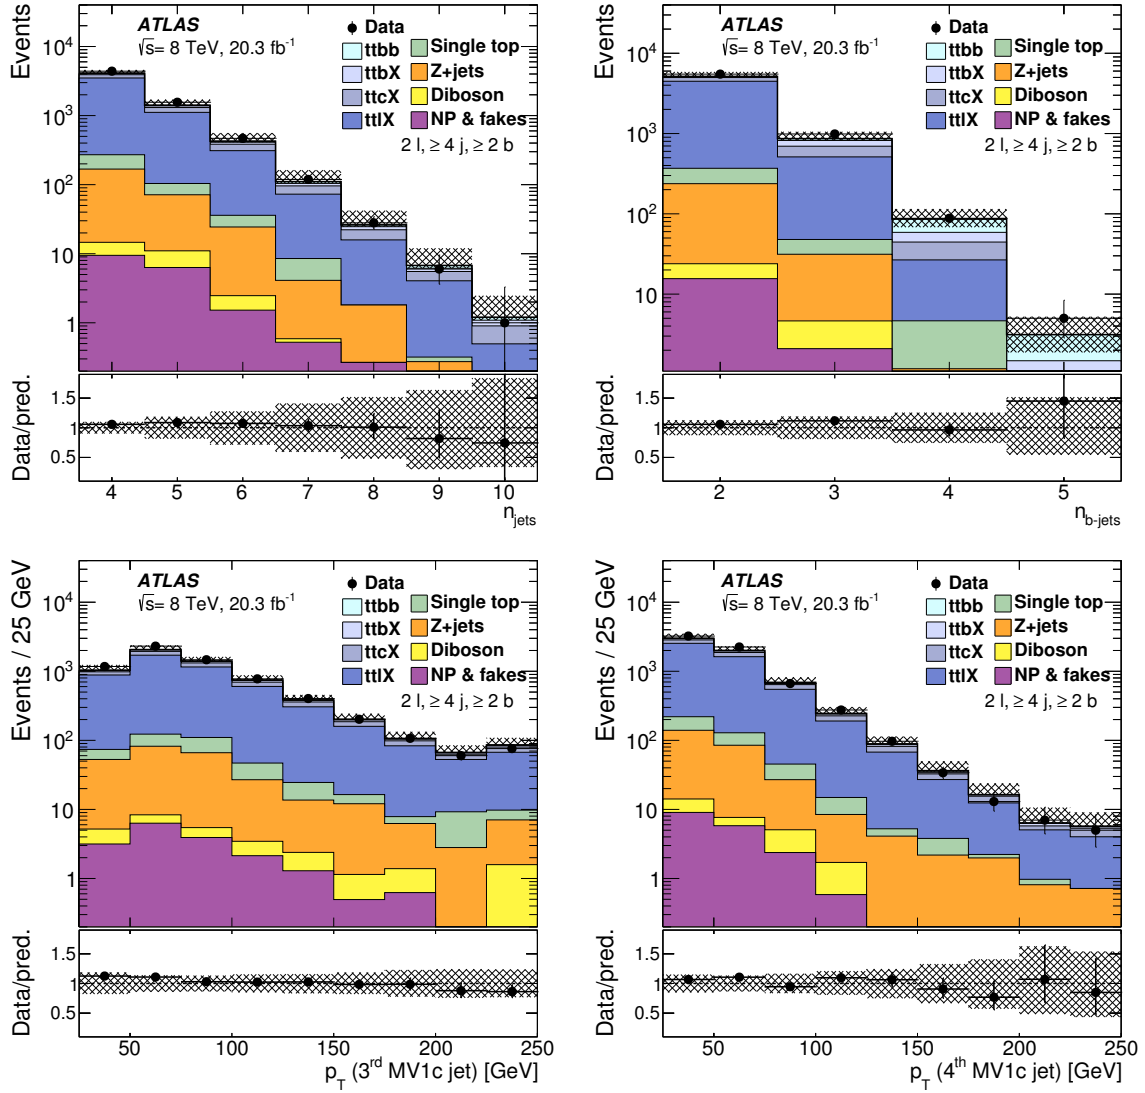 Events
ATLAS
√s= 8 TeV, 20.3 fb⁻¹
Data
ttbb
ttbX
ttcX
ttlX
Single top
Z+jets
Diboson
NP & fakes
2 l, ≥ 4 j, ≥ 2 b
10⁴
10³
10²
10
1
Data/pred.
1.5
1
0.5
4 5 6 7 8 9 10
n_jets
Events
ATLAS
√s= 8 TeV, 20.3 fb⁻¹
Data
ttbb
ttbX
ttcX
ttlX
Single top
Z+jets
Diboson
NP & fakes
2 l, ≥ 4 j, ≥ 2 b
10⁴
10³
10²
10
Data/pred.
1.5
1
0.5
2 3 4 5
n_b-jets
Events / 25 GeV
ATLAS
√s= 8 TeV, 20.3 fb⁻¹
Data
ttbb
ttbX
ttcX
ttlX
Single top
Z+jets
Diboson
NP & fakes
2 l, ≥ 4 j, ≥ 2 b
10⁴
10³
10²
10
1
Data/pred.
1.5
1
0.5
50 100 150 200 250
p_T (3rd MV1c jet) [GeV]
Events / 25 GeV
ATLAS
√s= 8 TeV, 20.3 fb⁻¹
Data
ttbb
ttbX
ttcX
ttlX
Single top
Z+jets
Diboson
NP & fakes
2 l, ≥ 4 j, ≥ 2 b
10⁴
10³
10²
10
1
Data/pred.
1.5
1
0.5
50 100 150 200 250
p_T (4th MV1c jet) [GeV]